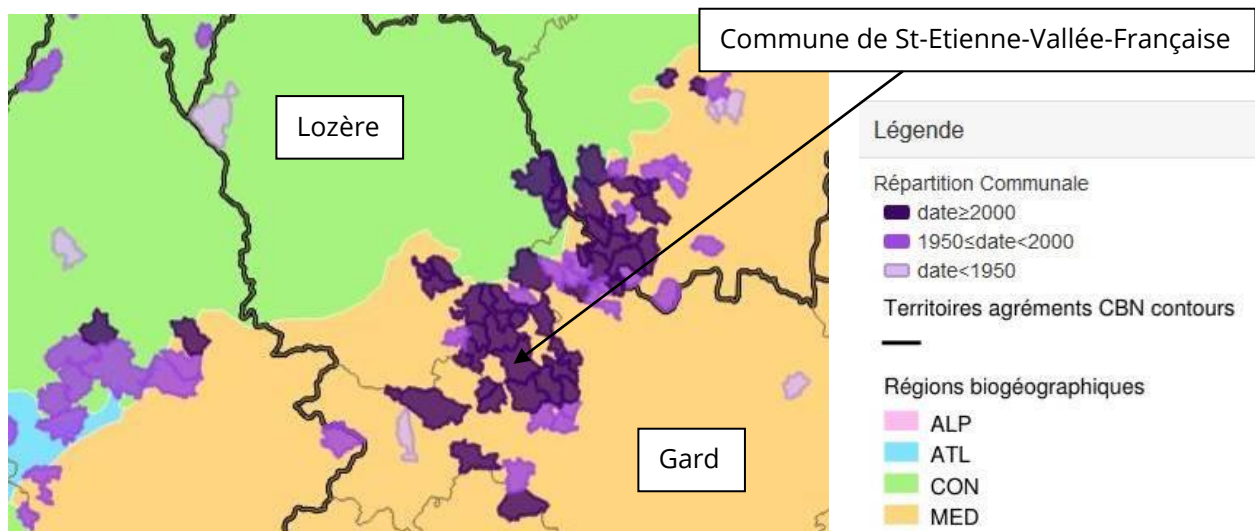 Commune de St-Etienne-Vallée-Française
Lozère
Gard
Légende
Répartition Communale
date≥2000
1950≤date<2000
date<1950
Territoires agréments CBN contours
Régions biogéographiques
ALP
ATL
CON
MED